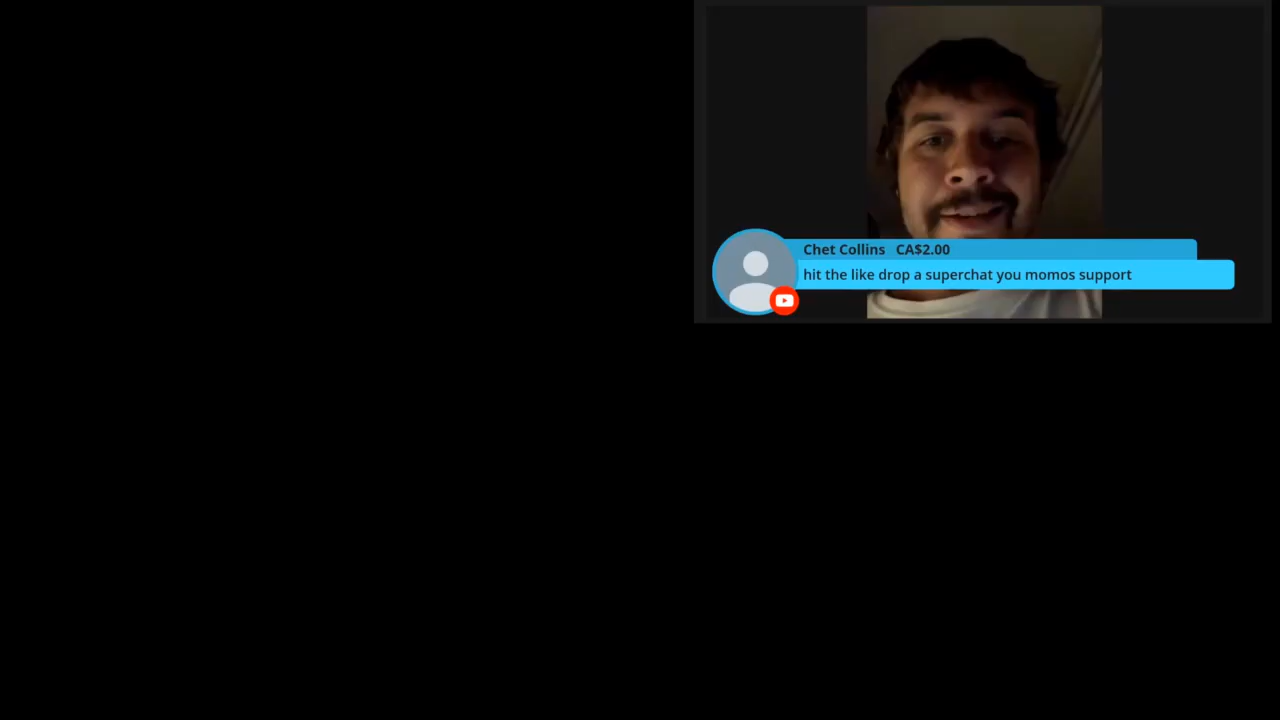 Chet Collins CA$2.00
hit the like drop a superchat you momos support